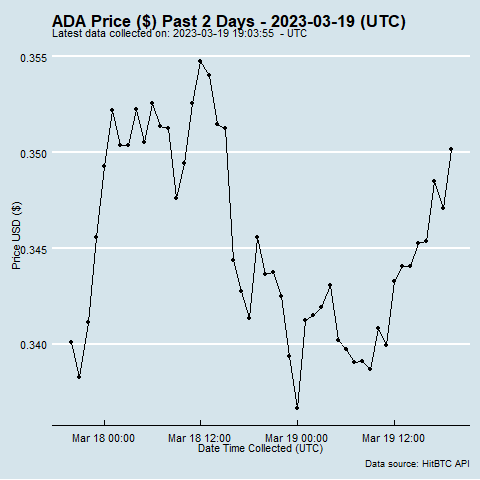 ADA Price ($) Past 2 Days - 2023-03-19 (UTC)
Latest data collected on: 2023-03-19 19:03:55  - UTC
0.355
0.350
0.345
0.340
Price USD ($)
Mar 18 00:00
Mar 18 12:00
Mar 19 00:00
Mar 19 12:00
Date Time Collected (UTC)
Data source: HitBTC API